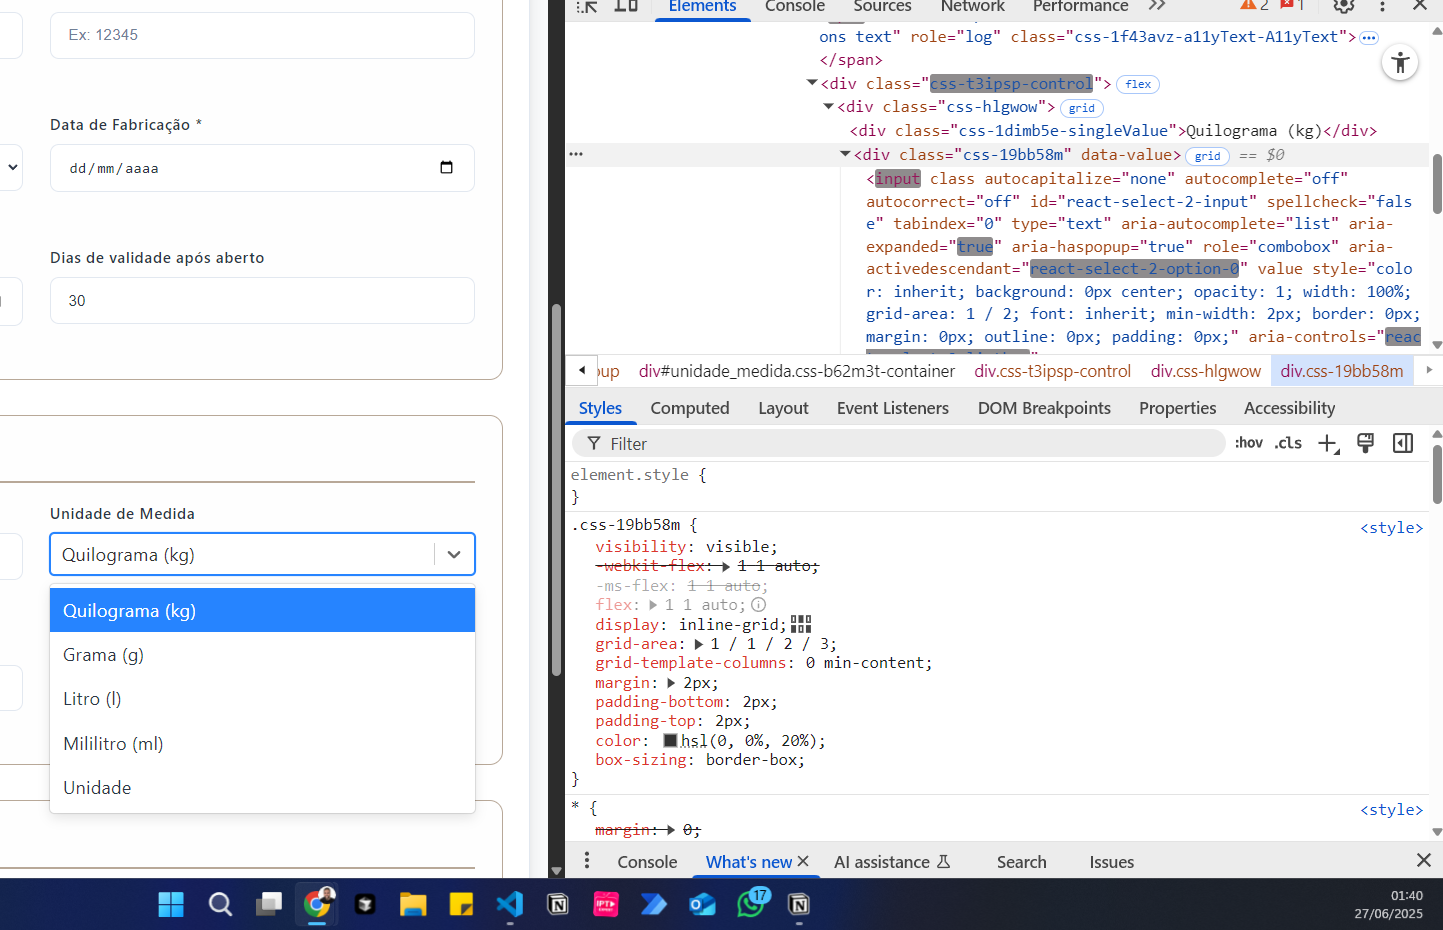 Ex: 12345
Data de Fabricação *
dd/mm/aaaa
Dias de validade após aberto
30
Unidade de Medida
Quilograma (kg)
Quilograma (kg)
Grama (g)
Litro (l)
Mililitro (ml)
Unidade
Elements Console Sources Network Performance 2 1
ons text" role="log" class="css-1f43avz-a11yText-A11yText">
</span>
<div class="css-t3ipsp-control"> flex
<div class="css-hlgwow"> grid
<div class="css-1dimb5e-singleValue">Quilograma (kg)</div>
<div class="css-19bb58m" data-value> grid == $0
<input class autocapitalize="none" autocomplete="off"
autocorrect="off" id="react-select-2-input" spellcheck="fals
e" tabindex="0" type="text" aria-autocomplete="list" aria-
expanded="true" aria-haspopup="true" role="combobox" aria-
activedescendant="react-select-2-option-0" value style="colo
r: inherit; background: 0px center; opacity: 1; width: 100%;
grid-area: 1 / 2; font: inherit; min-width: 2px; border: 0px;
margin: 0px; outline: 0px; padding: 0px;" aria-controls="reac
oup div#unidade_medida.css-b62m3t-container div.css-t3ipsp-control div.css-hlgwow div.css-19bb58m
Styles Computed Layout Event Listeners DOM Breakpoints Properties Accessibility
Filter :hov .cls
element.style {
}
.css-19bb58m { <style>
visibility: visible;
-webkit-flex: 1 1 auto;
-ms-flex: 1 1 auto;
flex: 1 1 auto;
display: inline-grid;
grid-area: 1 / 1 / 2 / 3;
grid-template-columns: 0 min-content;
margin: 2px;
padding-bottom: 2px;
padding-top: 2px;
color: hsl(0, 0%, 20%);
box-sizing: border-box;
}
* { <style>
margin: 0;
Console What's new AI assistance Search Issues
IPT
17
01:40
27/06/2025